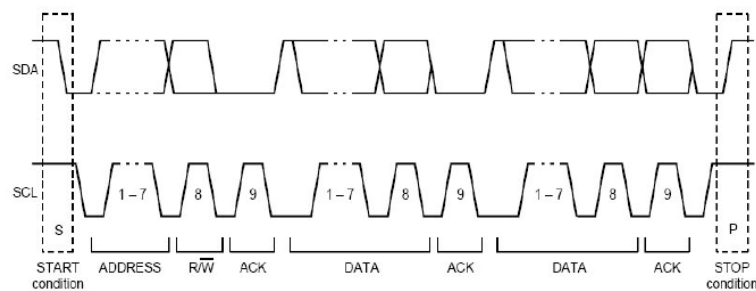 SDA
SCL
1 – 7 8 9 1 – 7 8 9 1 – 7 8 9
S P
START condition ADDRESS R/W̅ ACK DATA ACK DATA ACK STOP condition